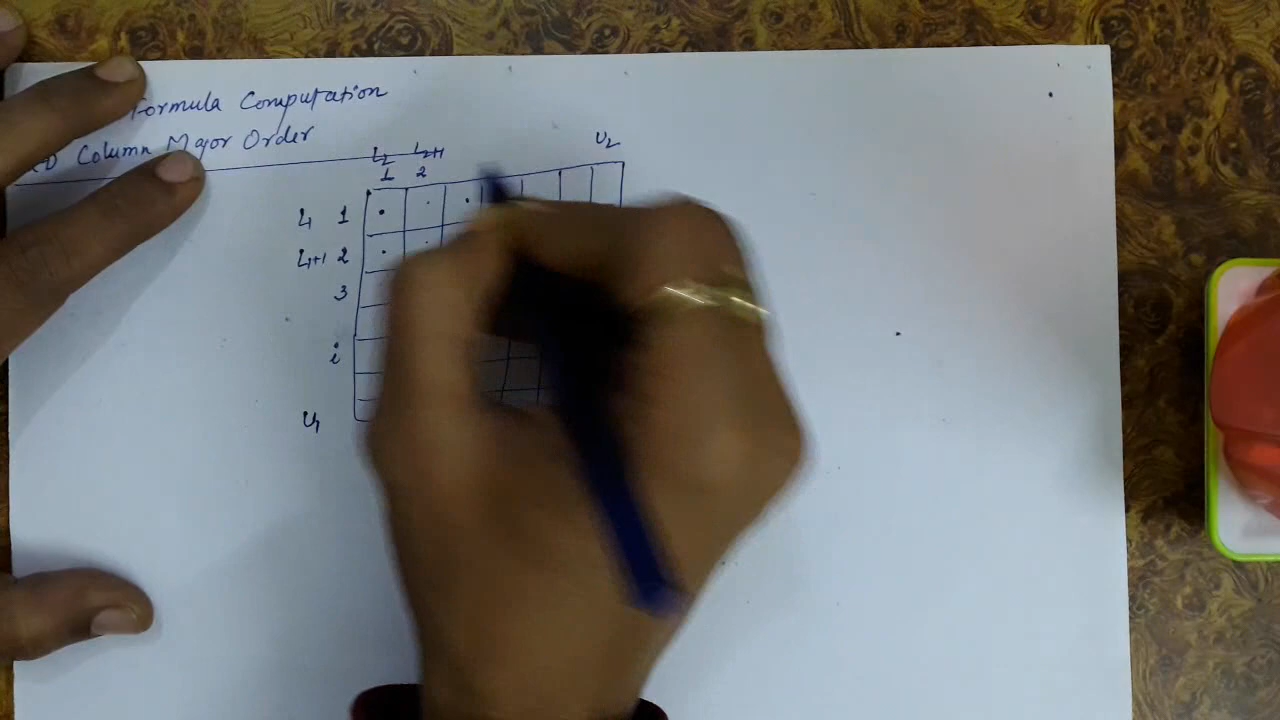 Formula Computation
Column Major Order
L2 L2+1 U2
1 2
L1 1
L1+1 2
3
i
U1